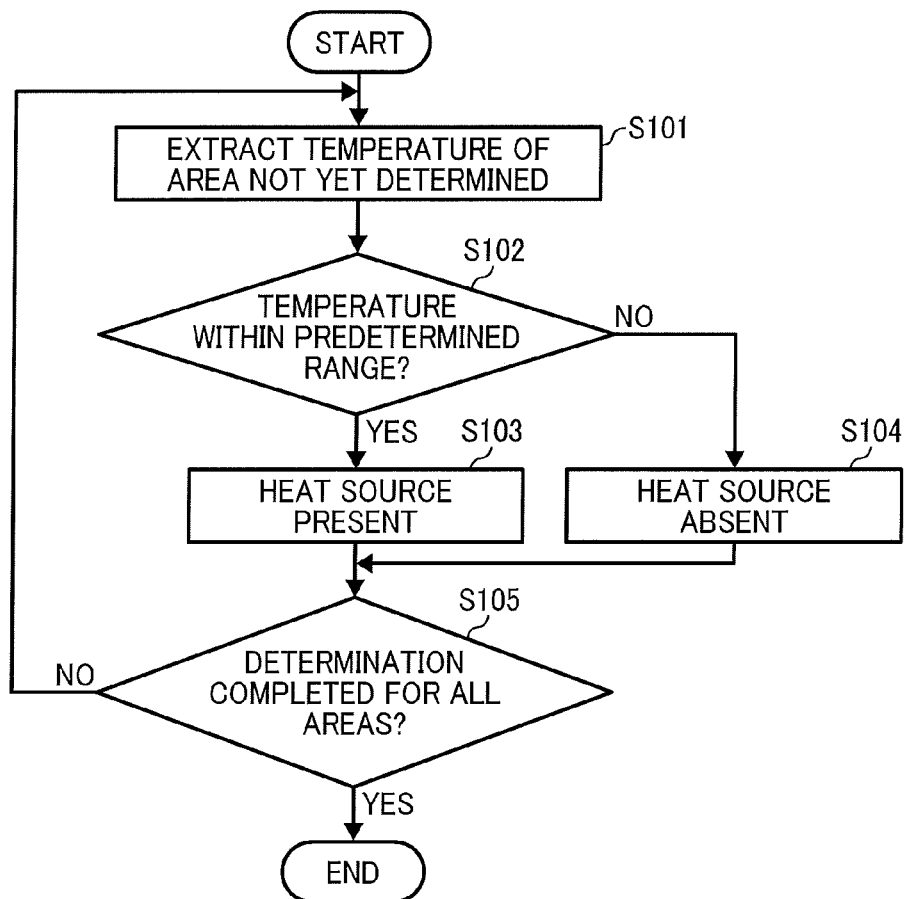 START
S101
EXTRACT TEMPERATURE OF
AREA NOT YET DETERMINED
S102
TEMPERATURE
WITHIN PREDETERMINED
RANGE?
NO
YES
S103
HEAT SOURCE
PRESENT
S104
HEAT SOURCE
ABSENT
S105
DETERMINATION
COMPLETED FOR ALL
AREAS?
NO
YES
END